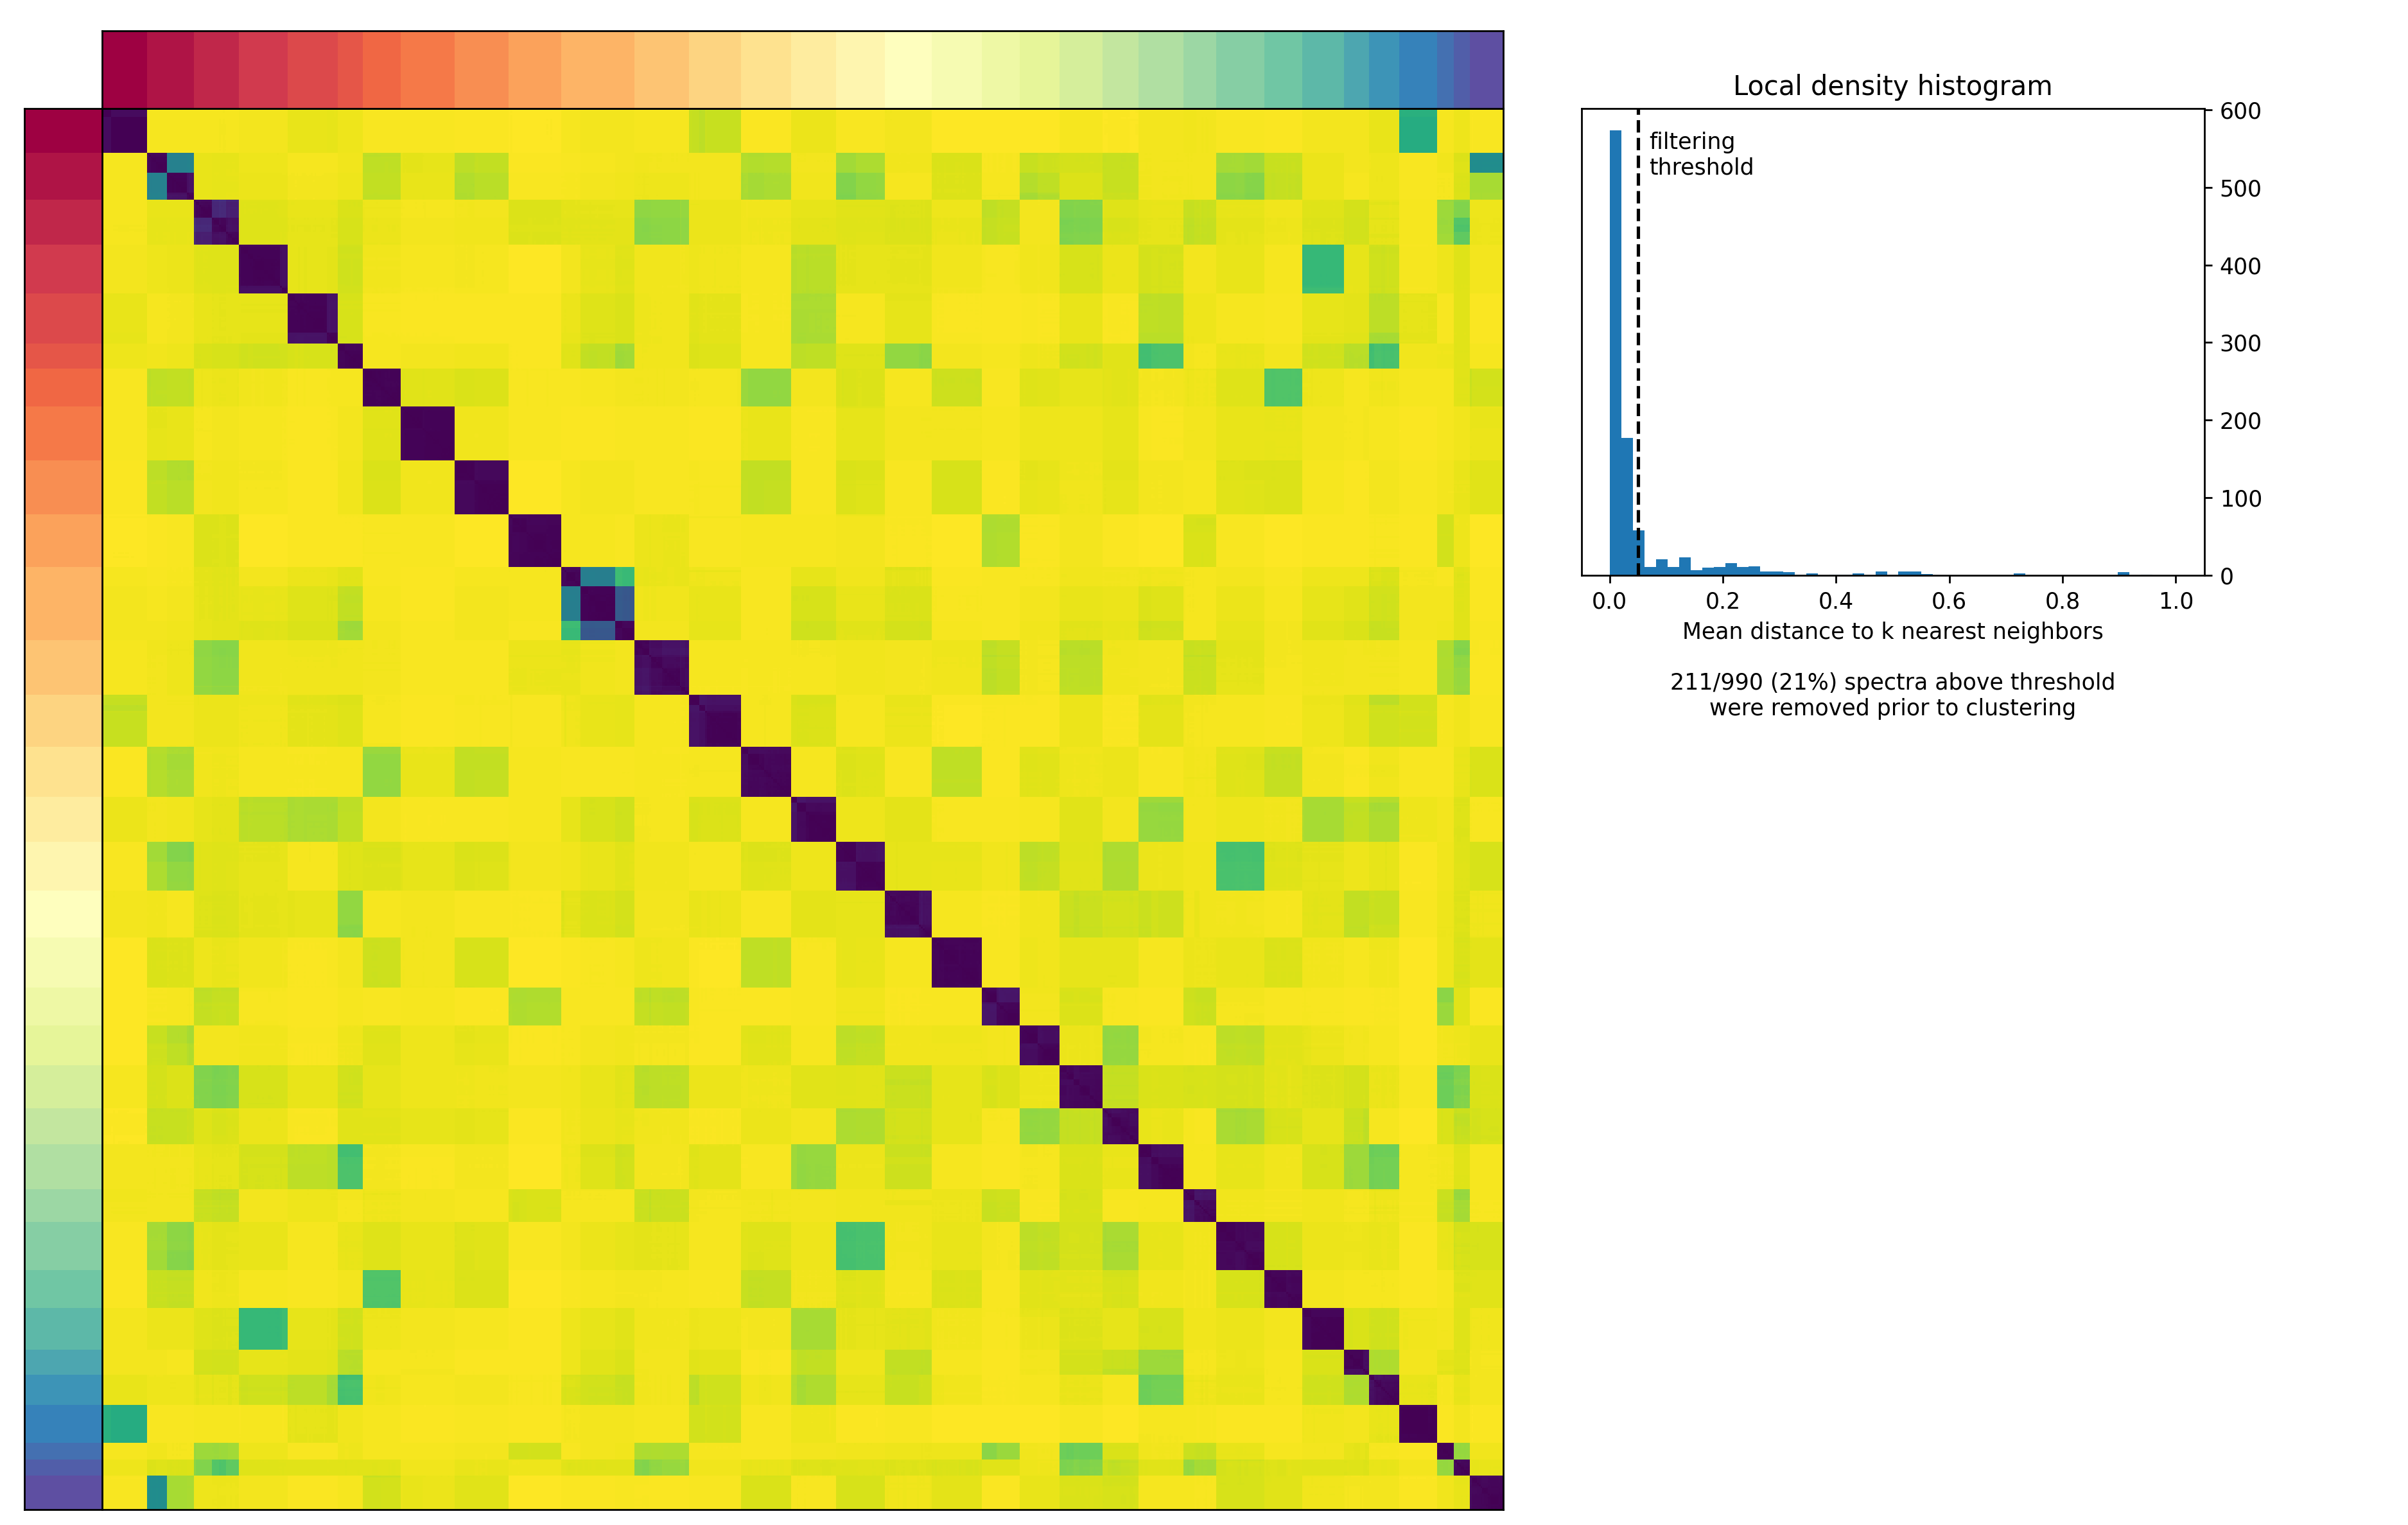 Local density histogram
filtering
threshold
600
500
400
300
200
100
0
0.0 0.2 0.4 0.6 0.8 1.0
Mean distance to k nearest neighbors
211/990 (21%) spectra above threshold
were removed prior to clustering